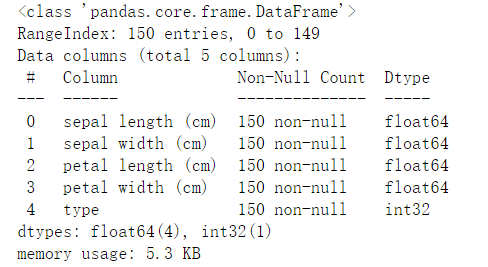 <class 'pandas.core.frame.DataFrame'>
RangeIndex: 150 entries, 0 to 149
Data columns (total 5 columns):
 #   Column             Non-Null Count  Dtype
---  ------             --------------  -----
 0   sepal length (cm)  150 non-null    float64
 1   sepal width (cm)   150 non-null    float64
 2   petal length (cm)  150 non-null    float64
 3   petal width (cm)   150 non-null    float64
 4   type               150 non-null    int32
dtypes: float64(4), int32(1)
memory usage: 5.3 KB